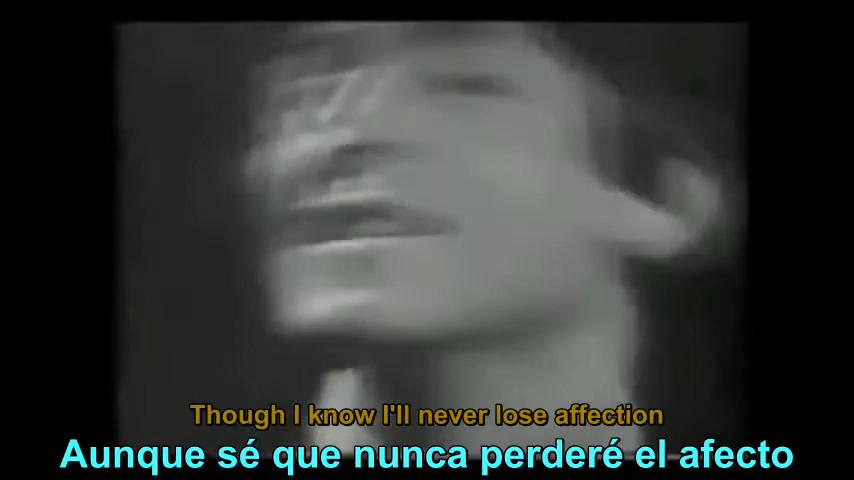 Though I know I'll never lose affection
Aunque sé que nunca perderé el afecto